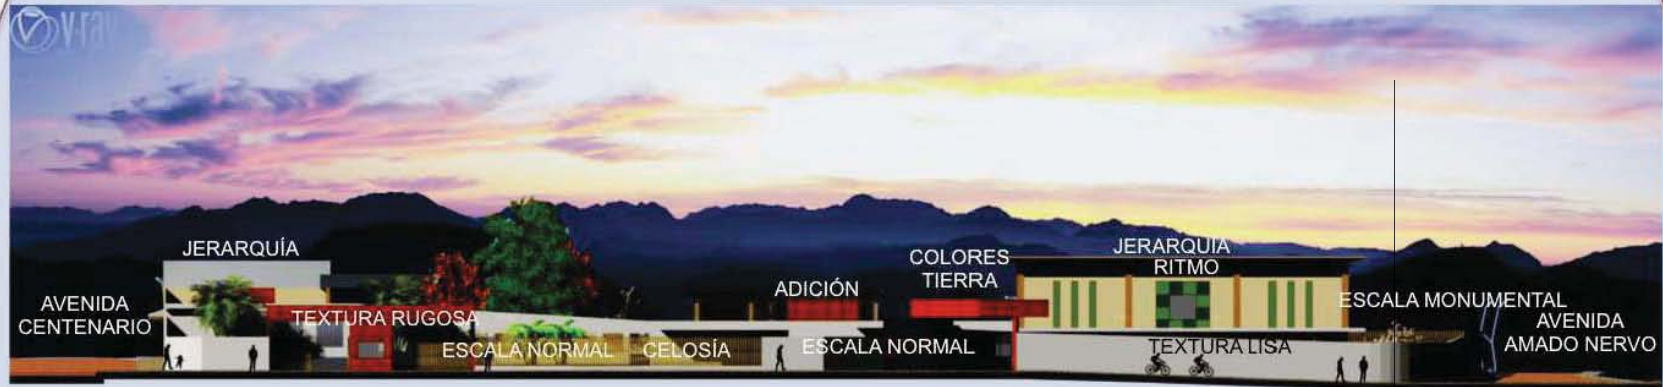 v·ray
JERARQUÍA
AVENIDA
CENTENARIO
TEXTURA RUGOSA
ESCALA NORMAL
CELOSÍA
ADICIÓN
ESCALA NORMAL
COLORES
TIERRA
JERARQUIA
RITMO
TEXTURA LISA
ESCALA MONUMENTAL
AVENIDA
AMADO NERVO